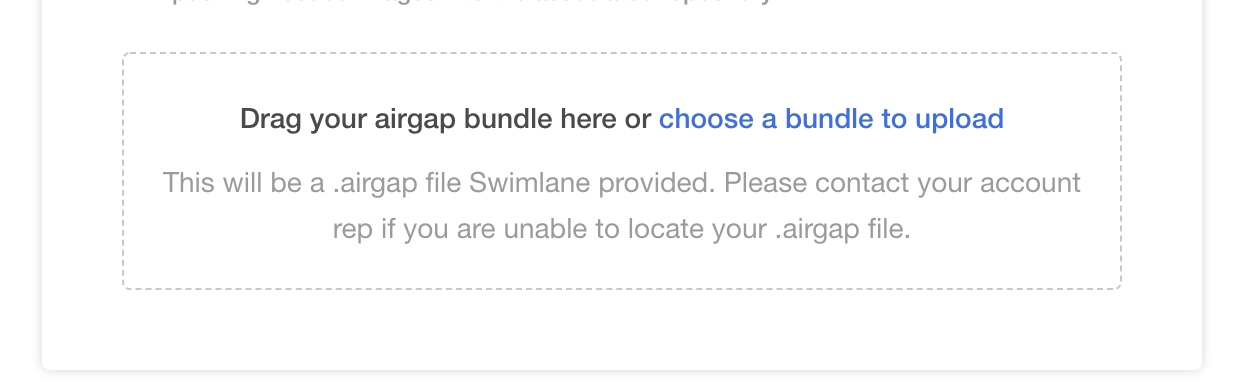 Drag your airgap bundle here or choose a bundle to upload
This will be a .airgap file Swimlane provided. Please contact your account
rep if you are unable to locate your .airgap file.